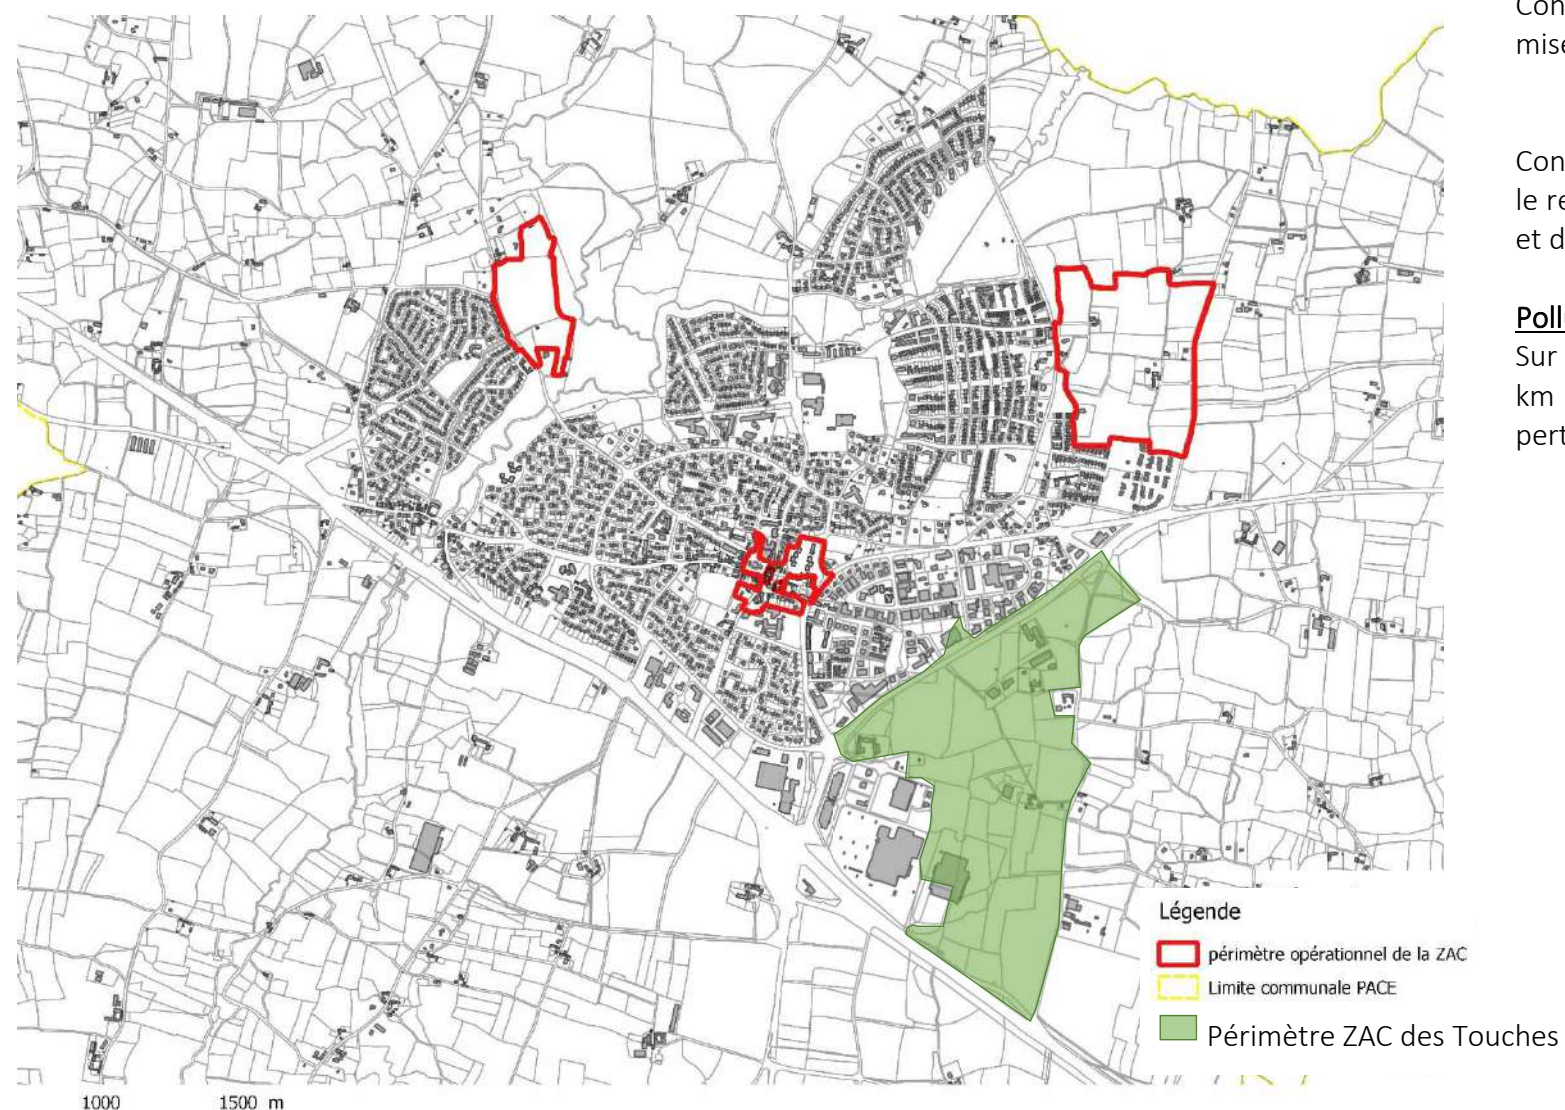 Con
mise
Con
le re
et d
Poll
Sur
km
pert
Légende
périmètre opérationnel de la ZAC
Limite communale PACE
Périmètre ZAC des Touches
1000 1500 m